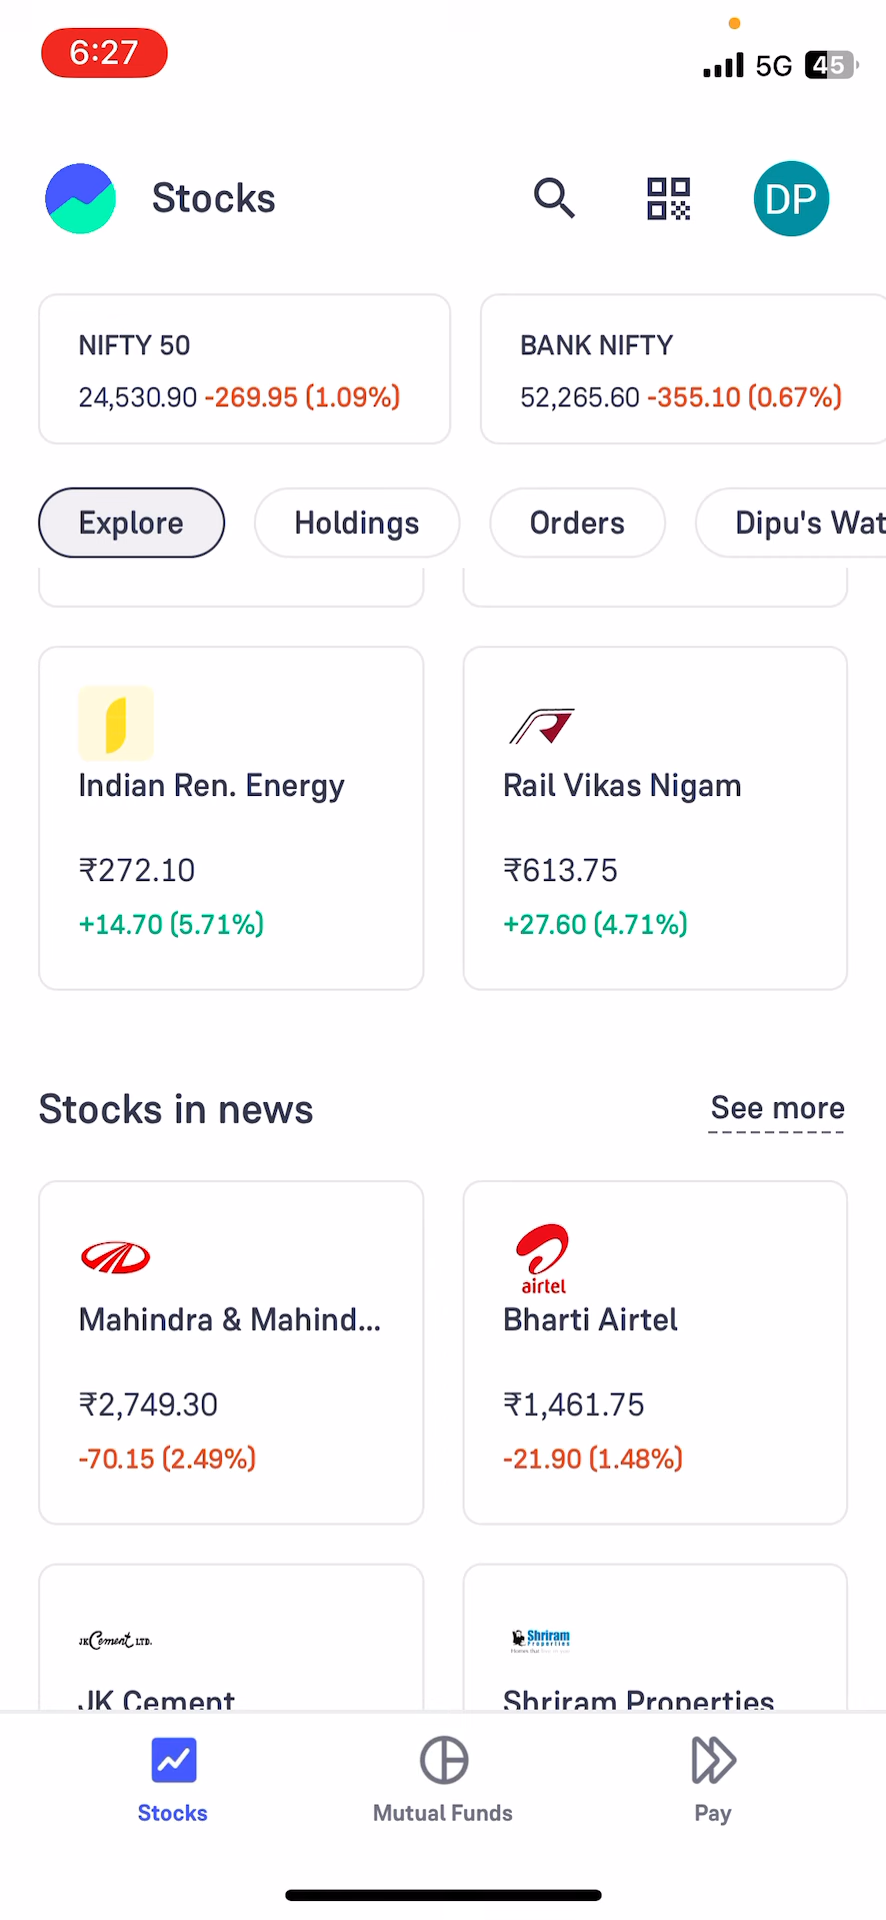 6:27
5G 45
Stocks
DP
NIFTY 50
24,530.90 -269.95 (1.09%)
BANK NIFTY
52,265.60 -355.10 (0.67%)
Explore
Holdings
Orders
Dipu's Wat
Indian Ren. Energy
₹272.10
+14.70 (5.71%)
Rail Vikas Nigam
₹613.75
+27.60 (4.71%)
Stocks in news
See more
Mahindra & Mahind...
₹2,749.30
-70.15 (2.49%)
airtel
Bharti Airtel
₹1,461.75
-21.90 (1.48%)
JK Cement LTD.
JK Cement
Shriram
Properties
Shriram Properties
Stocks
Mutual Funds
Pay